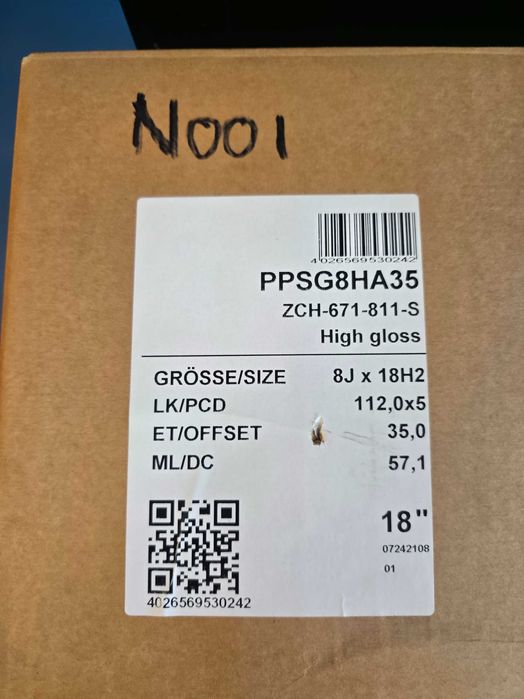 N001
4026569530242
PPSG8HA35
ZCH-671-811-S
High gloss
GRÖSSE/SIZE 8J x 18H2
LK/PCD 112,0x5
ET/OFFSET 35,0
ML/DC 57,1
18"
07242108
01
4026569530242